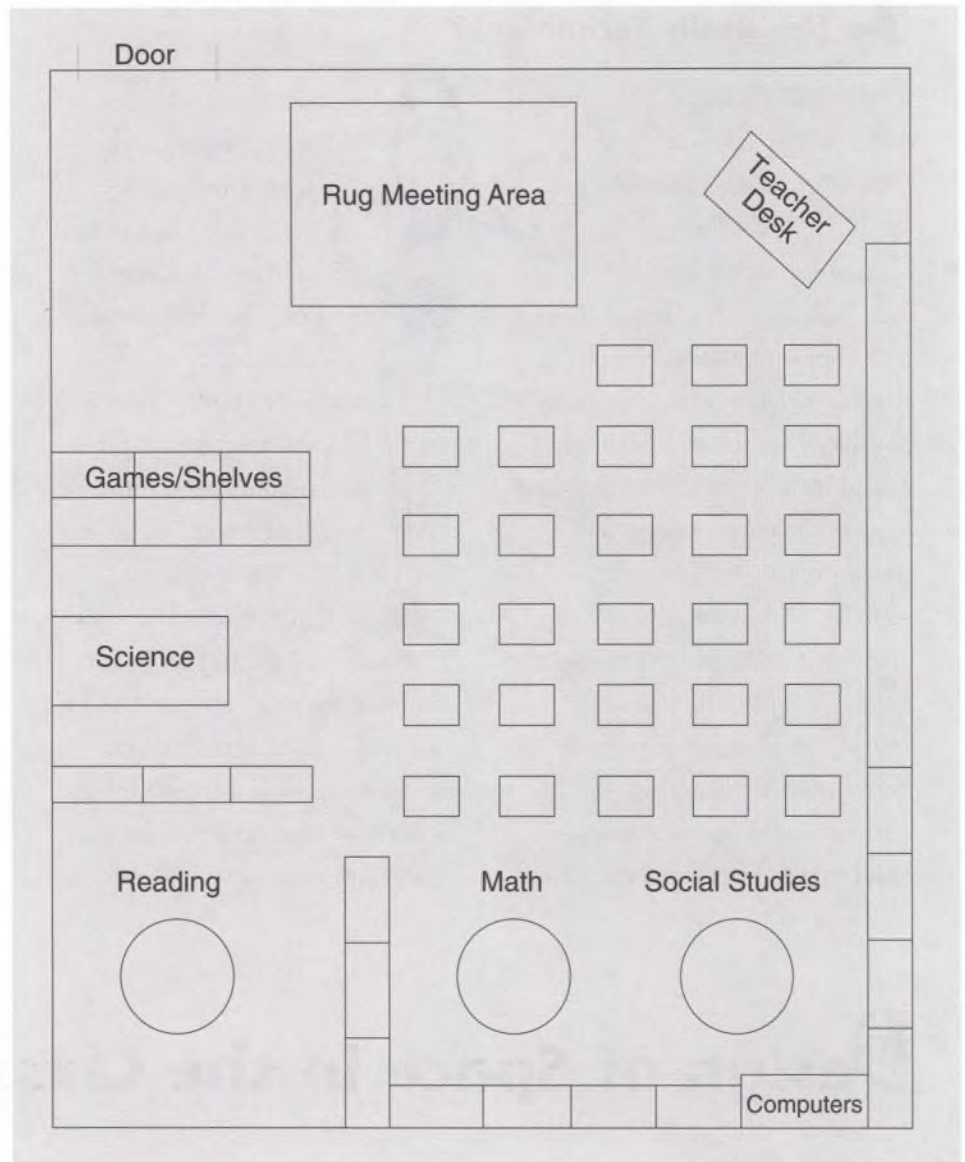 Door
Rug Meeting Area
Teacher
Desk
Games/Shelves
Science
Reading
Math
Social Studies
Computers